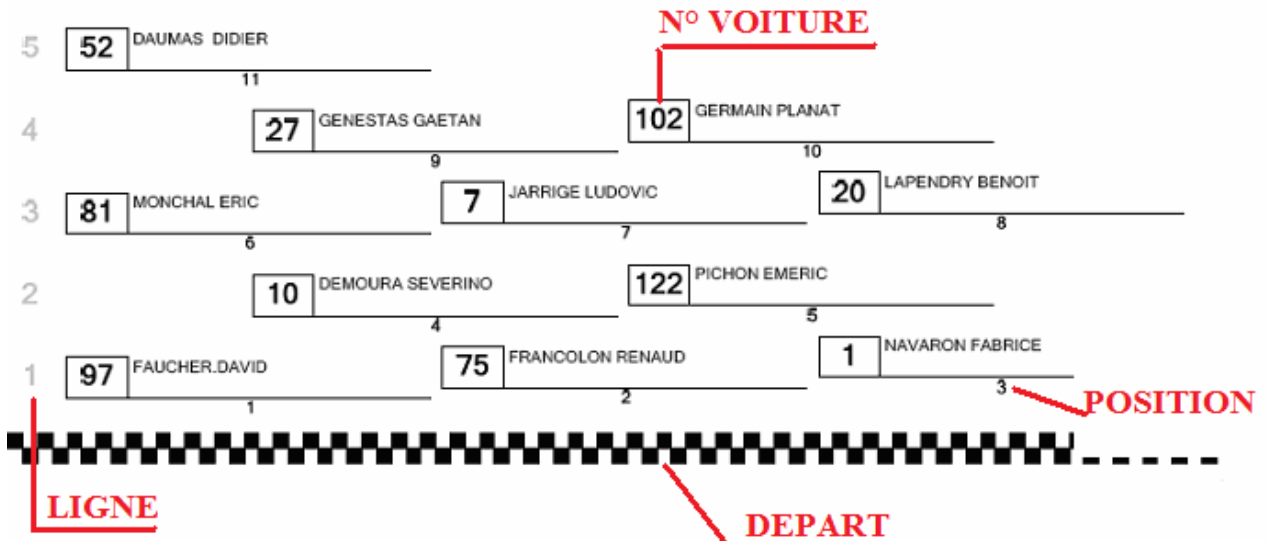 N° VOITURE
5 52 DAUMAS DIDIER
11
4 27 GENESTAS GAETAN 102 GERMAIN PLANAT
9 10
3 81 MONCHAL ERIC 7 JARRIGE LUDOVIC 20 LAPENDRY BENOIT
6 7 8
2 10 DEMOURA SEVERINO 122 PICHON EMERIC
4 5
1 97 FAUCHER.DAVID 75 FRANCOLON RENAUD 1 NAVARON FABRICE
1 2 3
POSITION
LIGNE
DEPART